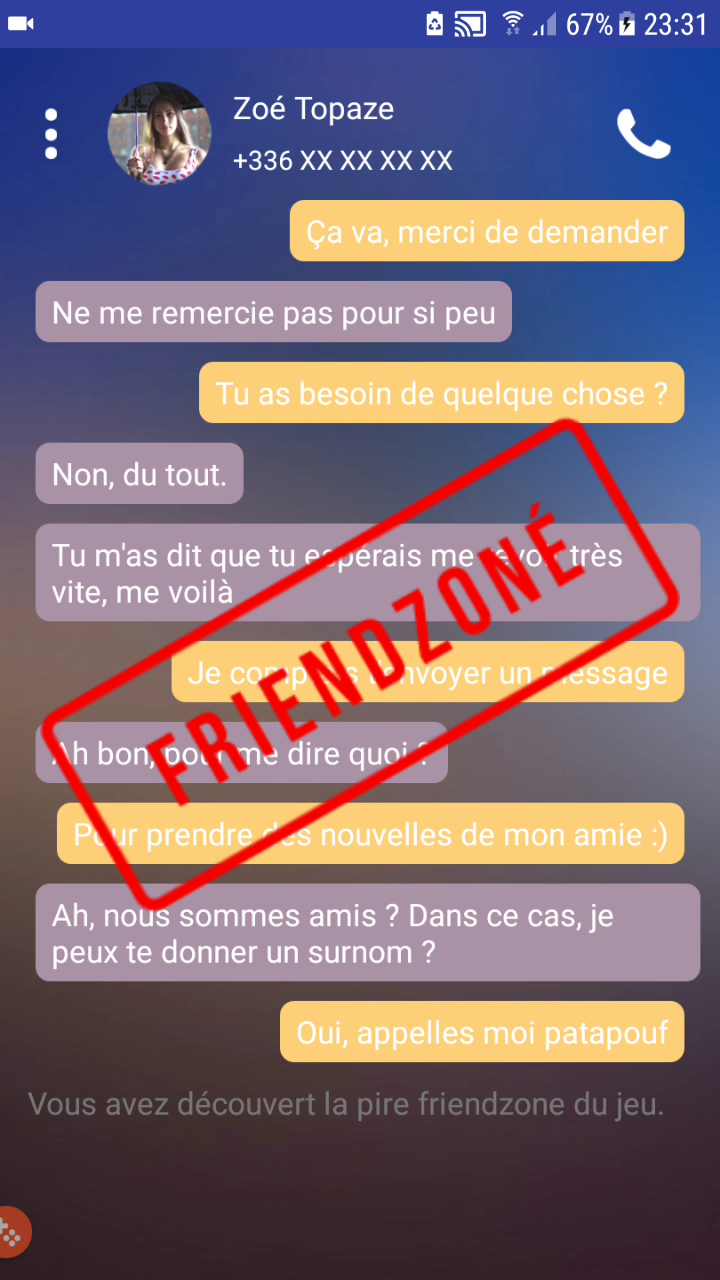 67% 23:31
Zoé Topaze
+336 XX XX XX XX
Ça va, merci de demander
Ne me remercie pas pour si peu
Tu as besoin de quelque chose ?
Non, du tout.
Tu m'as dit que tu espérais me revoir très
vite, me voilà
Je comptais t'envoyer un message
Ah bon, pour me dire quoi ?
Pour prendre des nouvelles de mon amie :)
Ah, nous sommes amis ? Dans ce cas, je
peux te donner un surnom ?
Oui, appelles moi patapouf
Vous avez découvert la pire friendzone du jeu.
FRIENDZONÉ